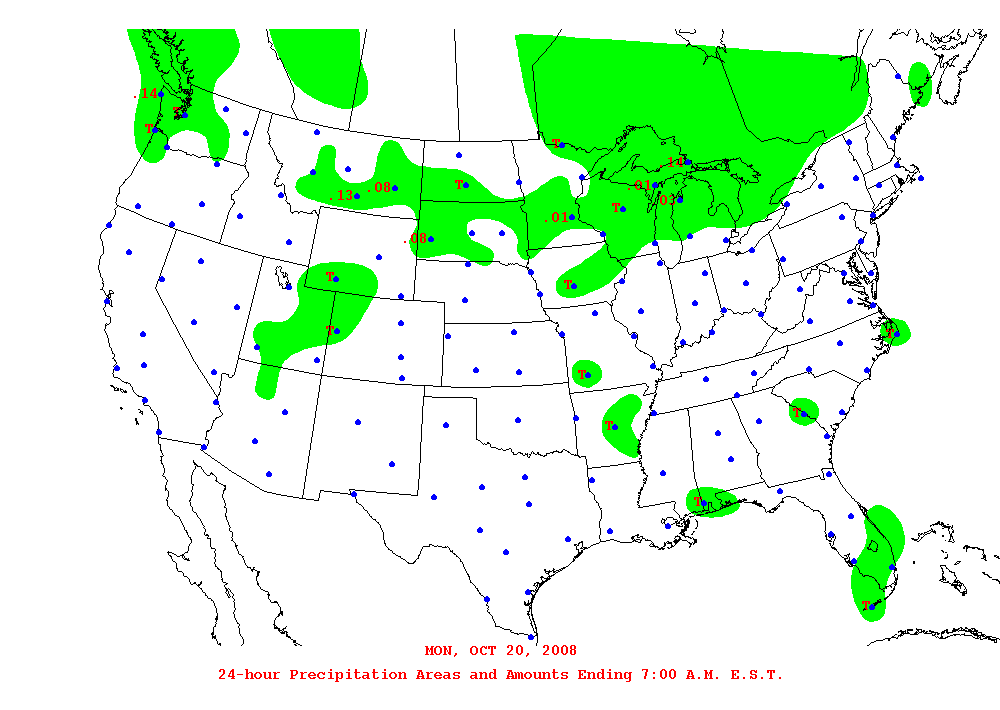 .14
T
T
T
.14
.08
T
.01
.13
.03
T
.01
.08
T
T
T
T
T
T
T
T
T
MON, OCT 20, 2008
24-hour Precipitation Areas and Amounts Ending 7:00 A.M. E.S.T.